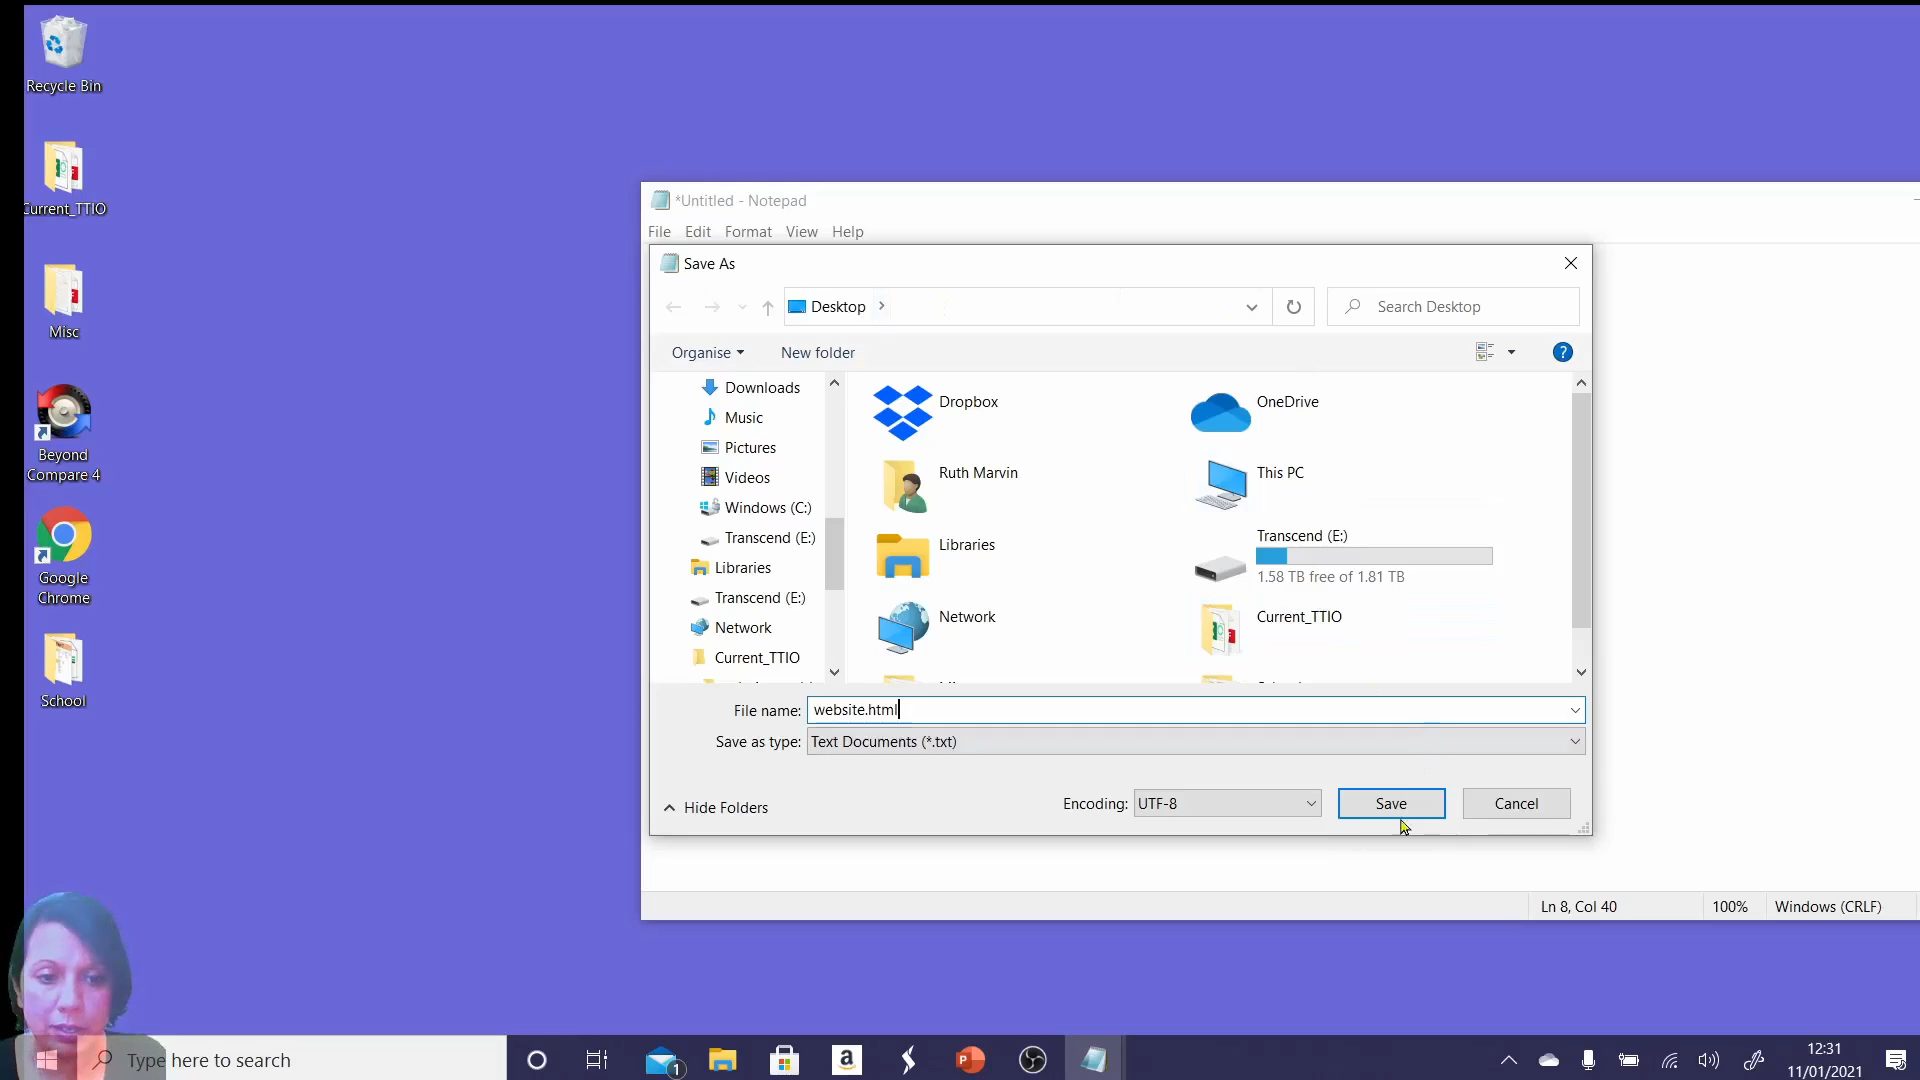 Recycle Bin
Current_TTIO
Misc
Beyond
Compare 4
Google
Chrome
School
*Untitled - Notepad
File Edit Format View Help
Save As
Desktop
Search Desktop
Organise
New folder
Downloads
Music
Pictures
Videos
Windows (C:)
Transcend (E:)
Libraries
Transcend (E:)
Network
Current_TTIO
Dropbox
OneDrive
Ruth Marvin
This PC
Libraries
Transcend (E:)
1.58 TB free of 1.81 TB
Network
Current_TTIO
File name: website.html
Save as type: Text Documents (*.txt)
Hide Folders
Encoding: UTF-8
Save
Cancel
Ln 8, Col 40
100%
Windows (CRLF)
Type here to search
1
12:31
11/01/2021